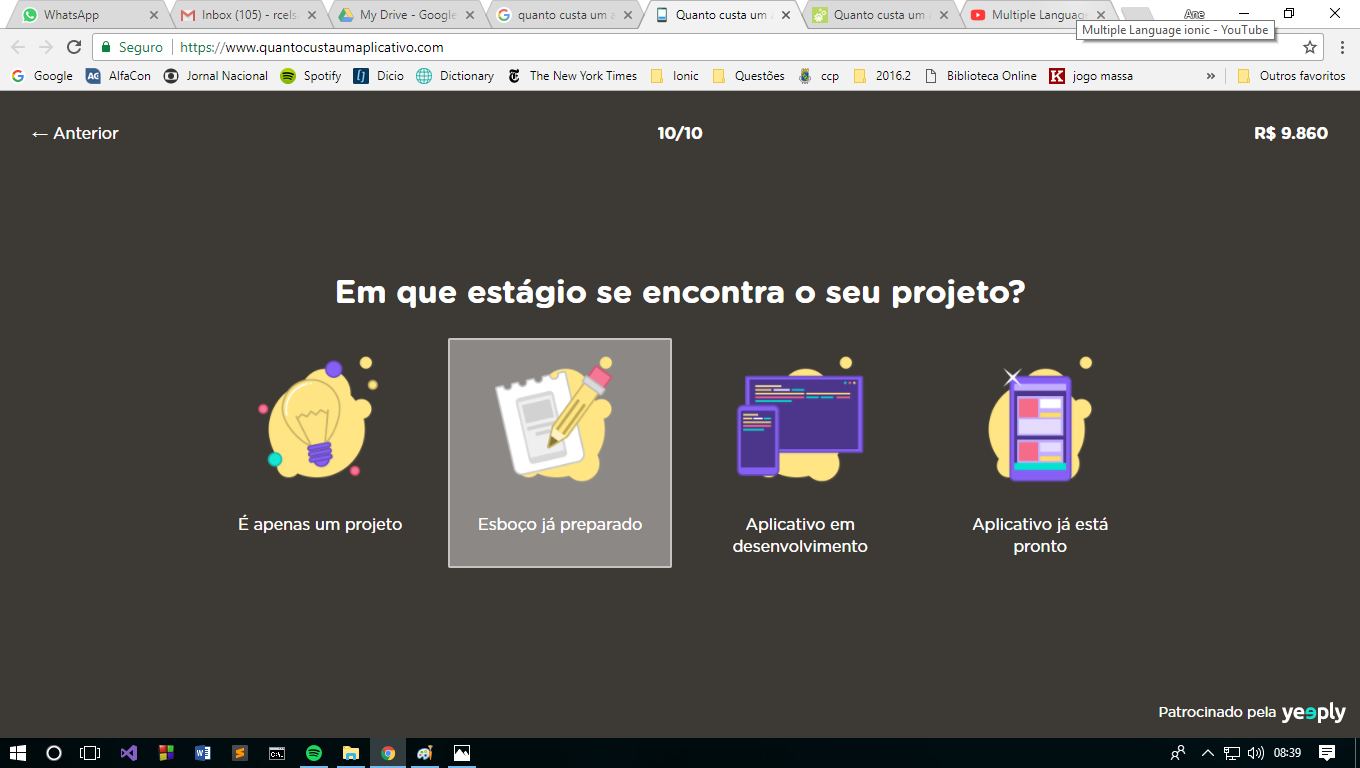 WhatsApp
Inbox (105) - rcels
My Drive - Google
quanto custa um a
Quanto custa um
Quanto custa um
Multiple Language
Ane
Multiple Language ionic - YouTube
Seguro
https://www.quantocustaumaplicativo.com
Google
AlfaCon
Jornal Nacional
Spotify
Dicio
Dictionary
The New York Times
Ionic
Questões
ccp
2016.2
Biblioteca Online
jogo massa
»
Outros favoritos
← Anterior
10/10
R$ 9.860
Em que estágio se encontra o seu projeto?
É apenas um projeto
Esboço já preparado
Aplicativo em
desenvolvimento
Aplicativo já está
pronto
Patrocinado pela yeeply
08:39